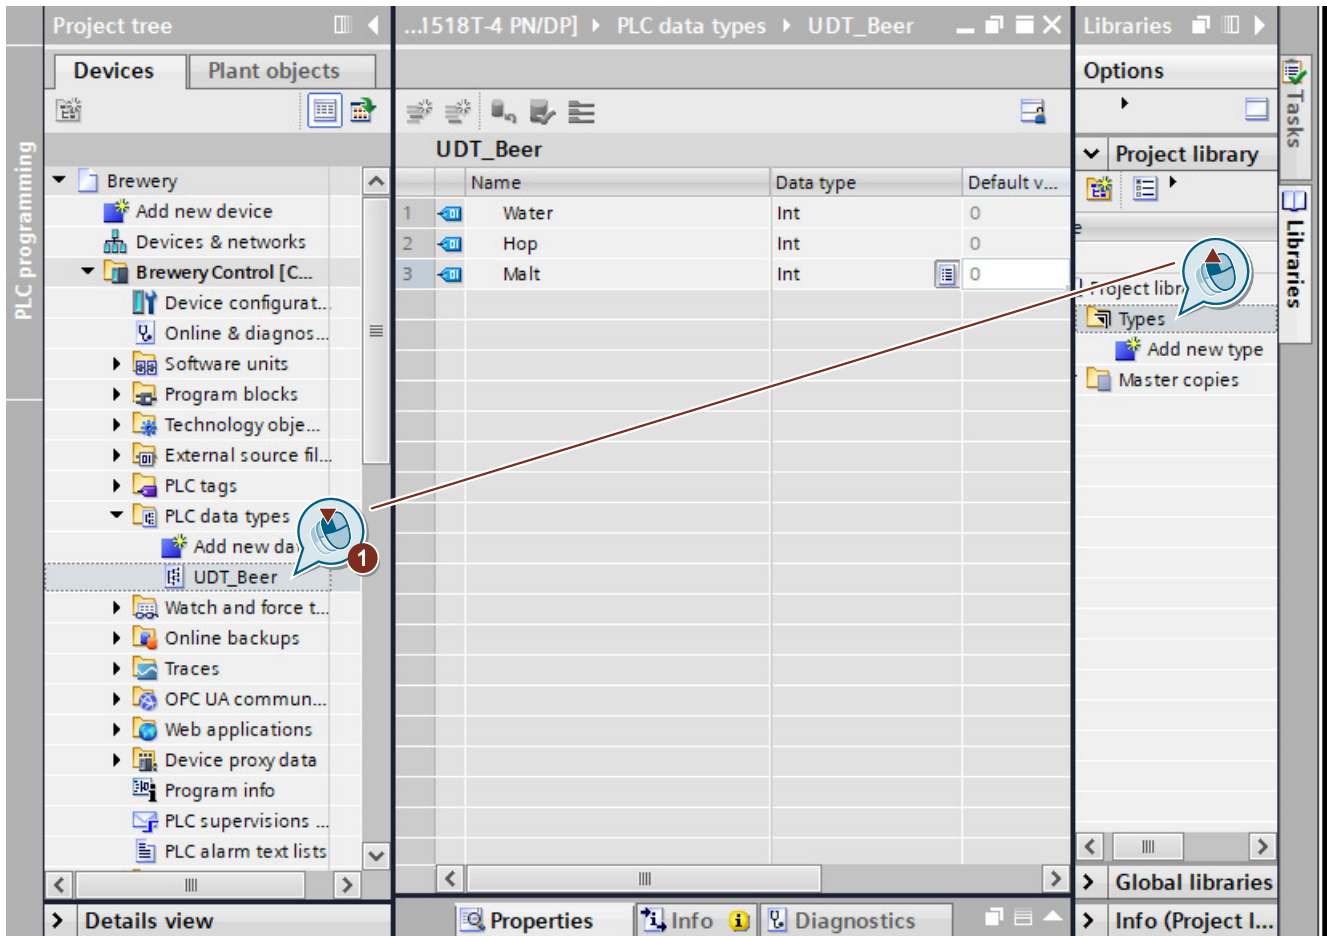 PLC programming
Project tree
Devices
Plant objects
Brewery
Add new device
Devices & networks
Brewery Control [C...
Device configurat...
Online & diagnos...
Software units
Program blocks
Technology obje...
External source fil...
PLC tags
PLC data types
Add new da
1
UDT_Beer
Watch and force t...
Online backups
Traces
OPC UA commun...
Web applications
Device proxy data
Program info
PLC supervisions ...
PLC alarm text lists
Details view
...1518T-4 PN/DP] PLC data types UDT_Beer
UDT_Beer
Name Data type Default v...
1 Water Int 0
2 Hop Int 0
3 Malt Int 0
Properties
Info
Diagnostics
Libraries
Options
Project library
e
Project libr
Types
Add new type
Master copies
Global libraries
Info (Project l...
Tasks
Libraries